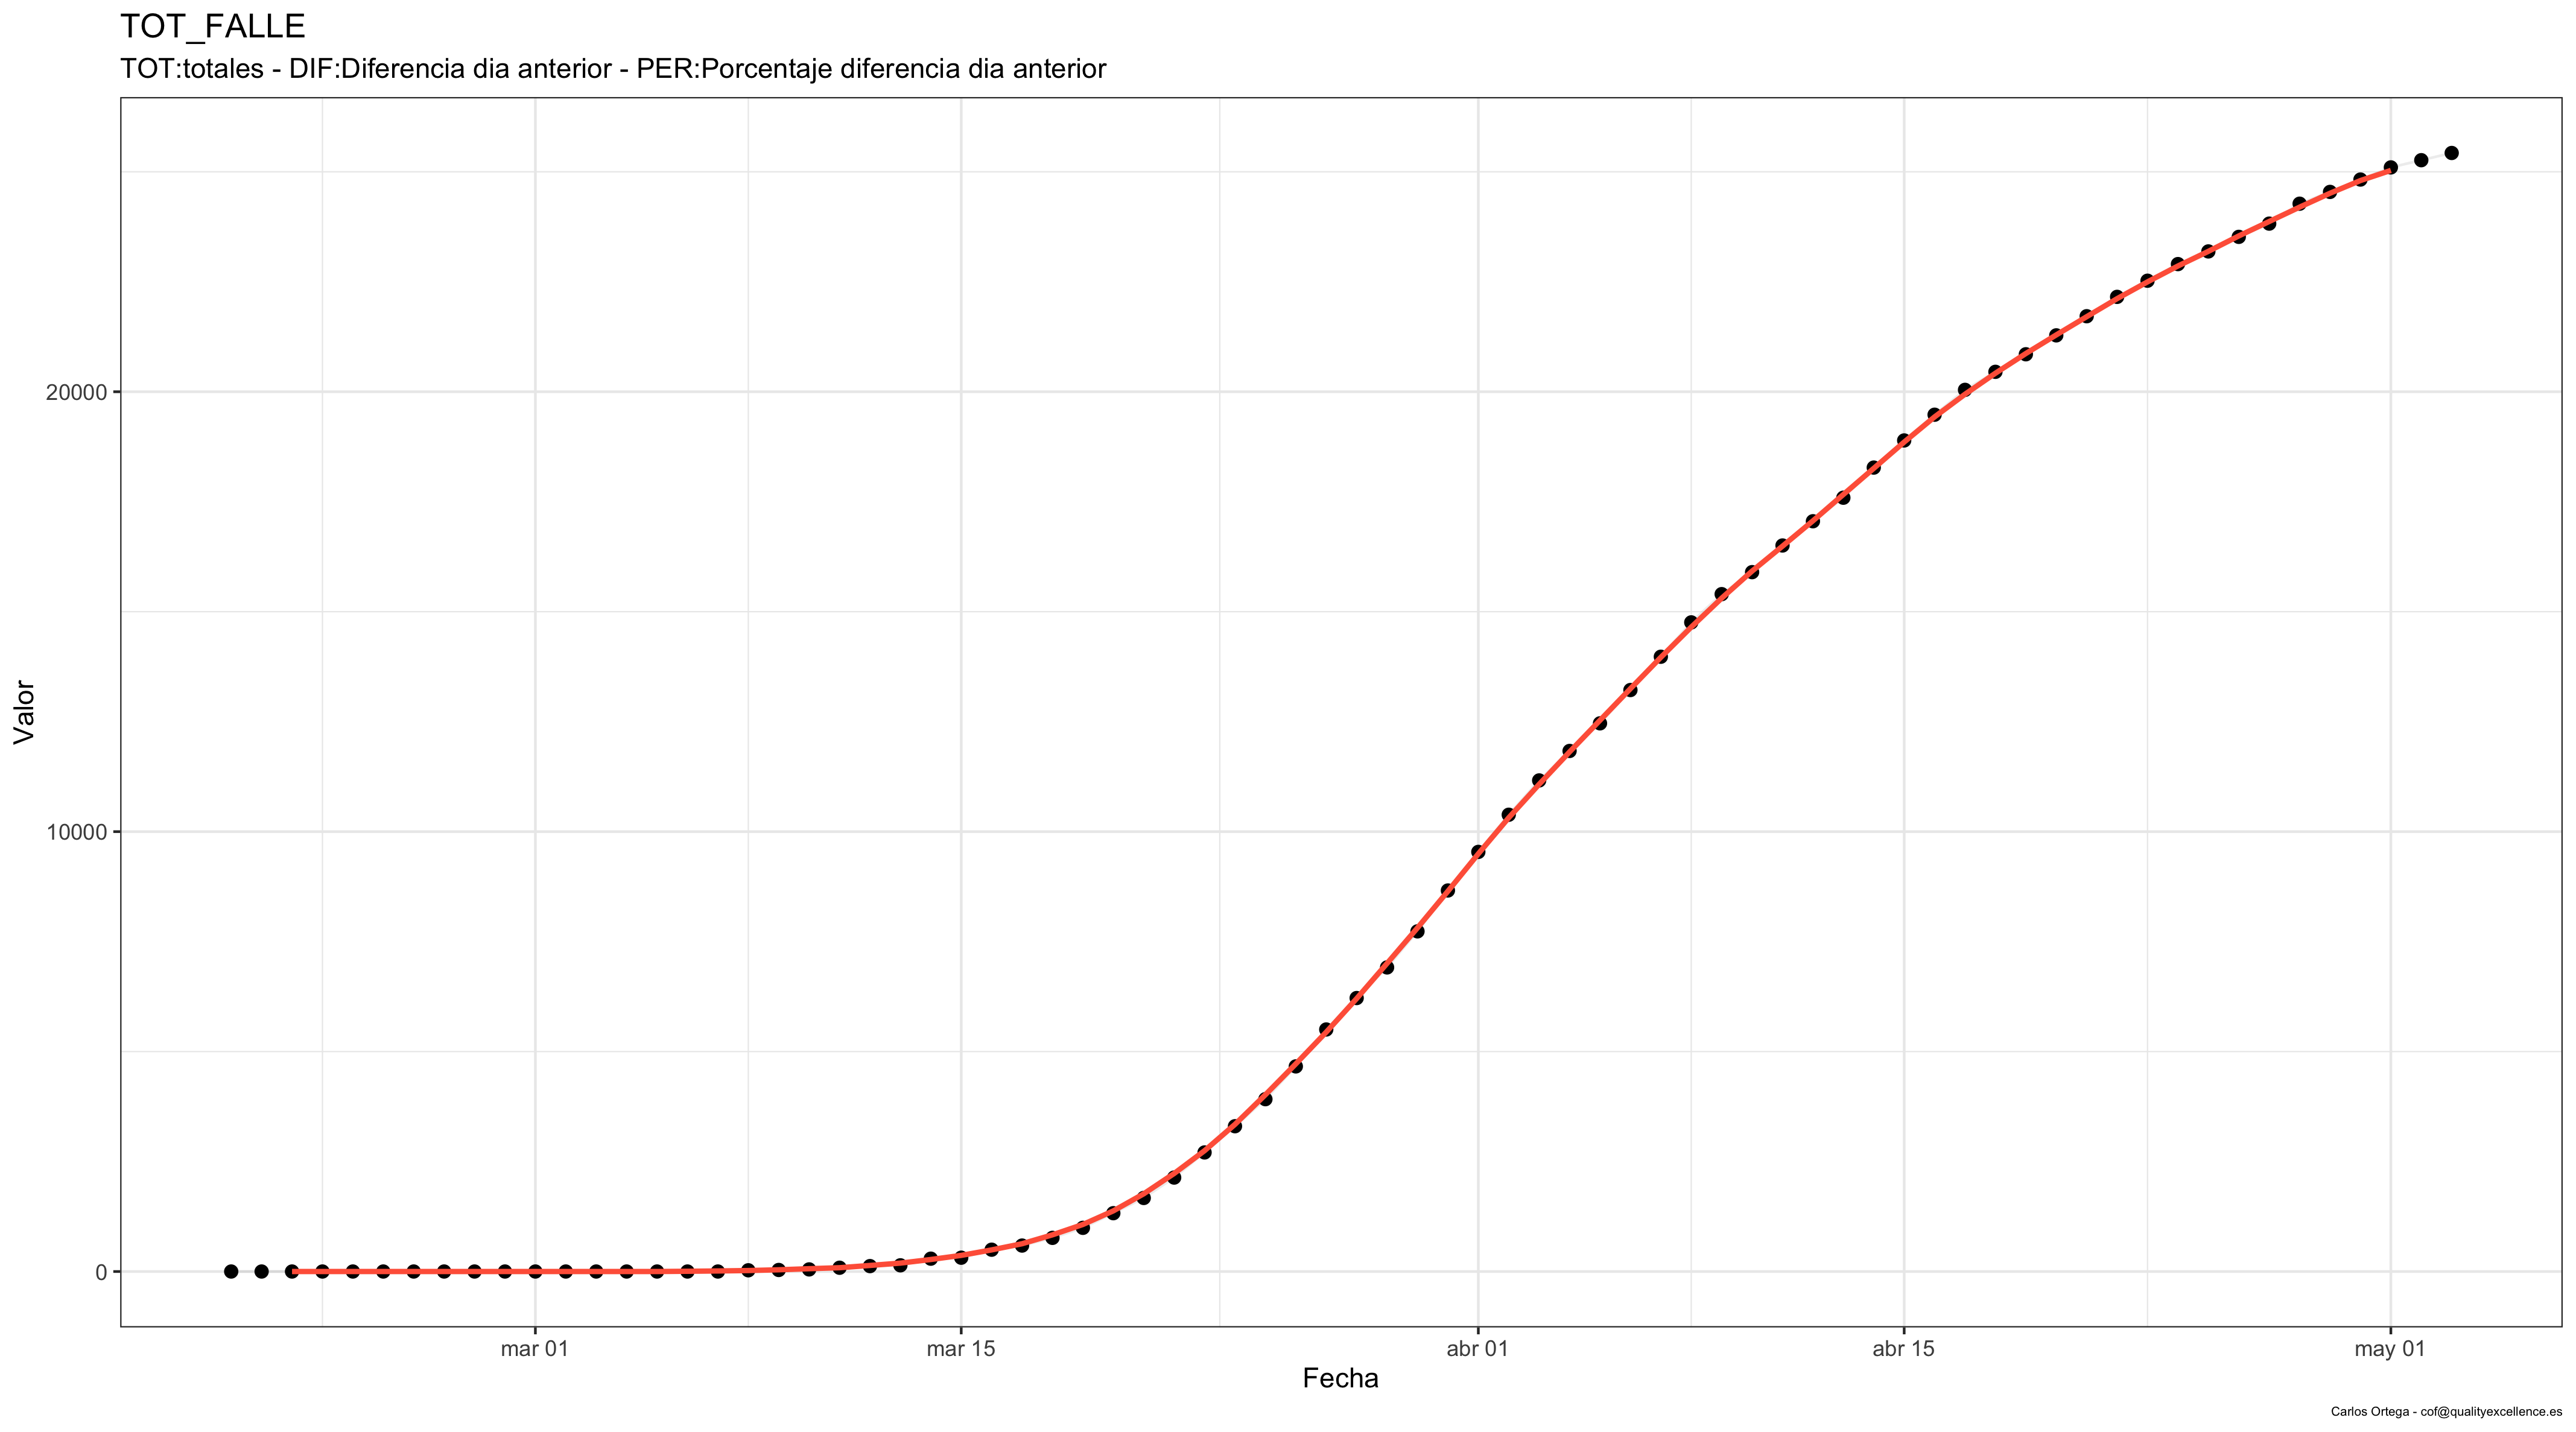 TOT_FALLE
TOT:totales - DIF:Diferencia dia anterior - PER:Porcentaje diferencia dia anterior
20000
10000
0
Valor
mar 01
mar 15
abr 01
abr 15
may 01
Fecha
Carlos Ortega - cof@qualityexcellence.es